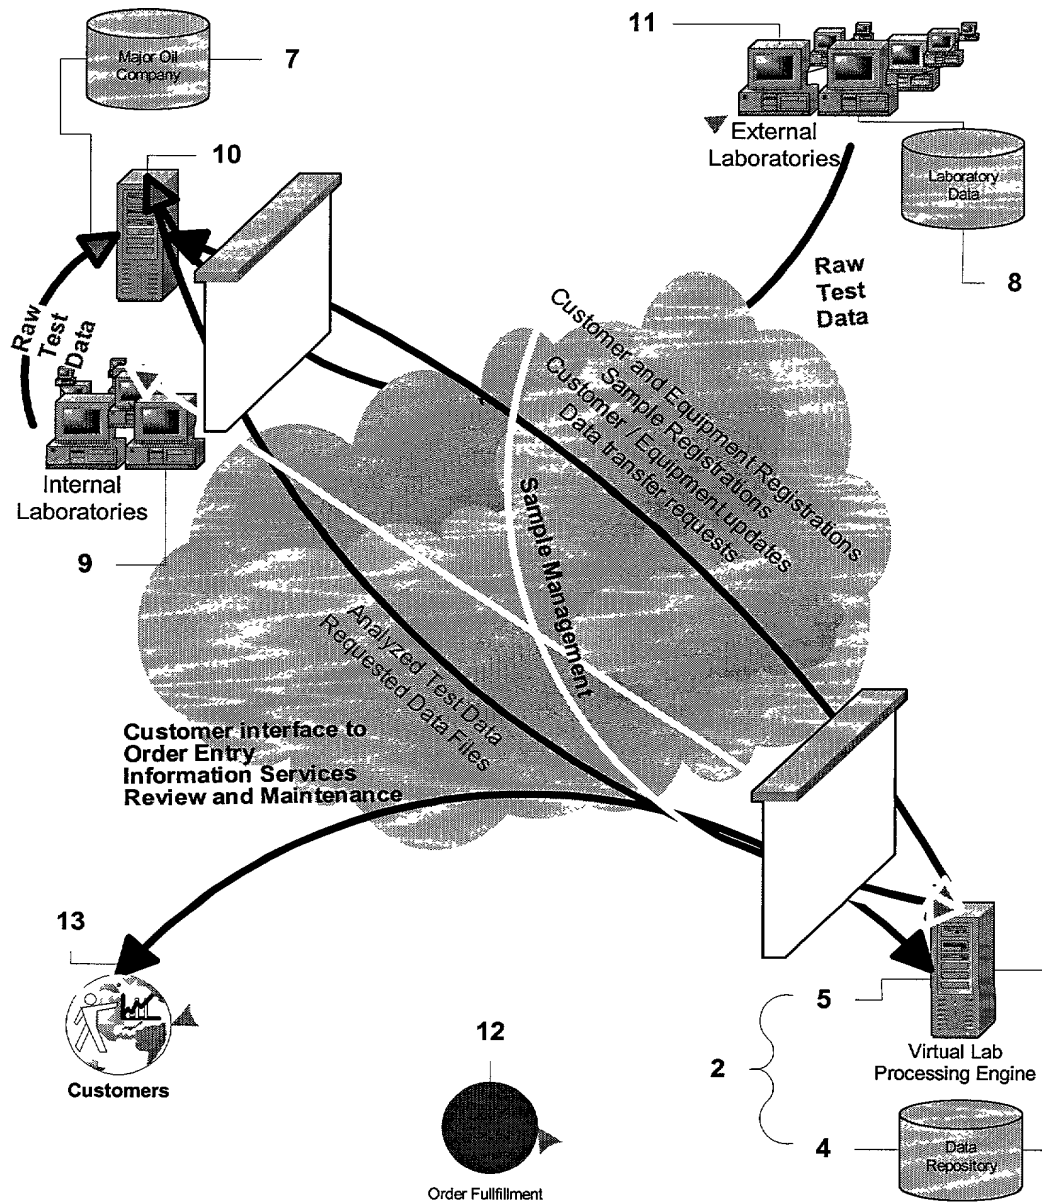 11
Major Oil
Company
7
External
Laboratories
10
Laboratory
Data
Raw
Test
Data
8
Raw
Test
Data
Customer and Equipment Registrations
Sample Registrations
Customer / Equipment updates
Data transfer requests
Internal
Laboratories
9
Sample Management
Analyzed Test Data
Requested Data Files
Customer interface to
Order Entry
Information Services
Review and Maintenance
13
Customers
12
Order Fullfillment
5
2
Virtual Lab
Processing Engine
4
Data
Repository